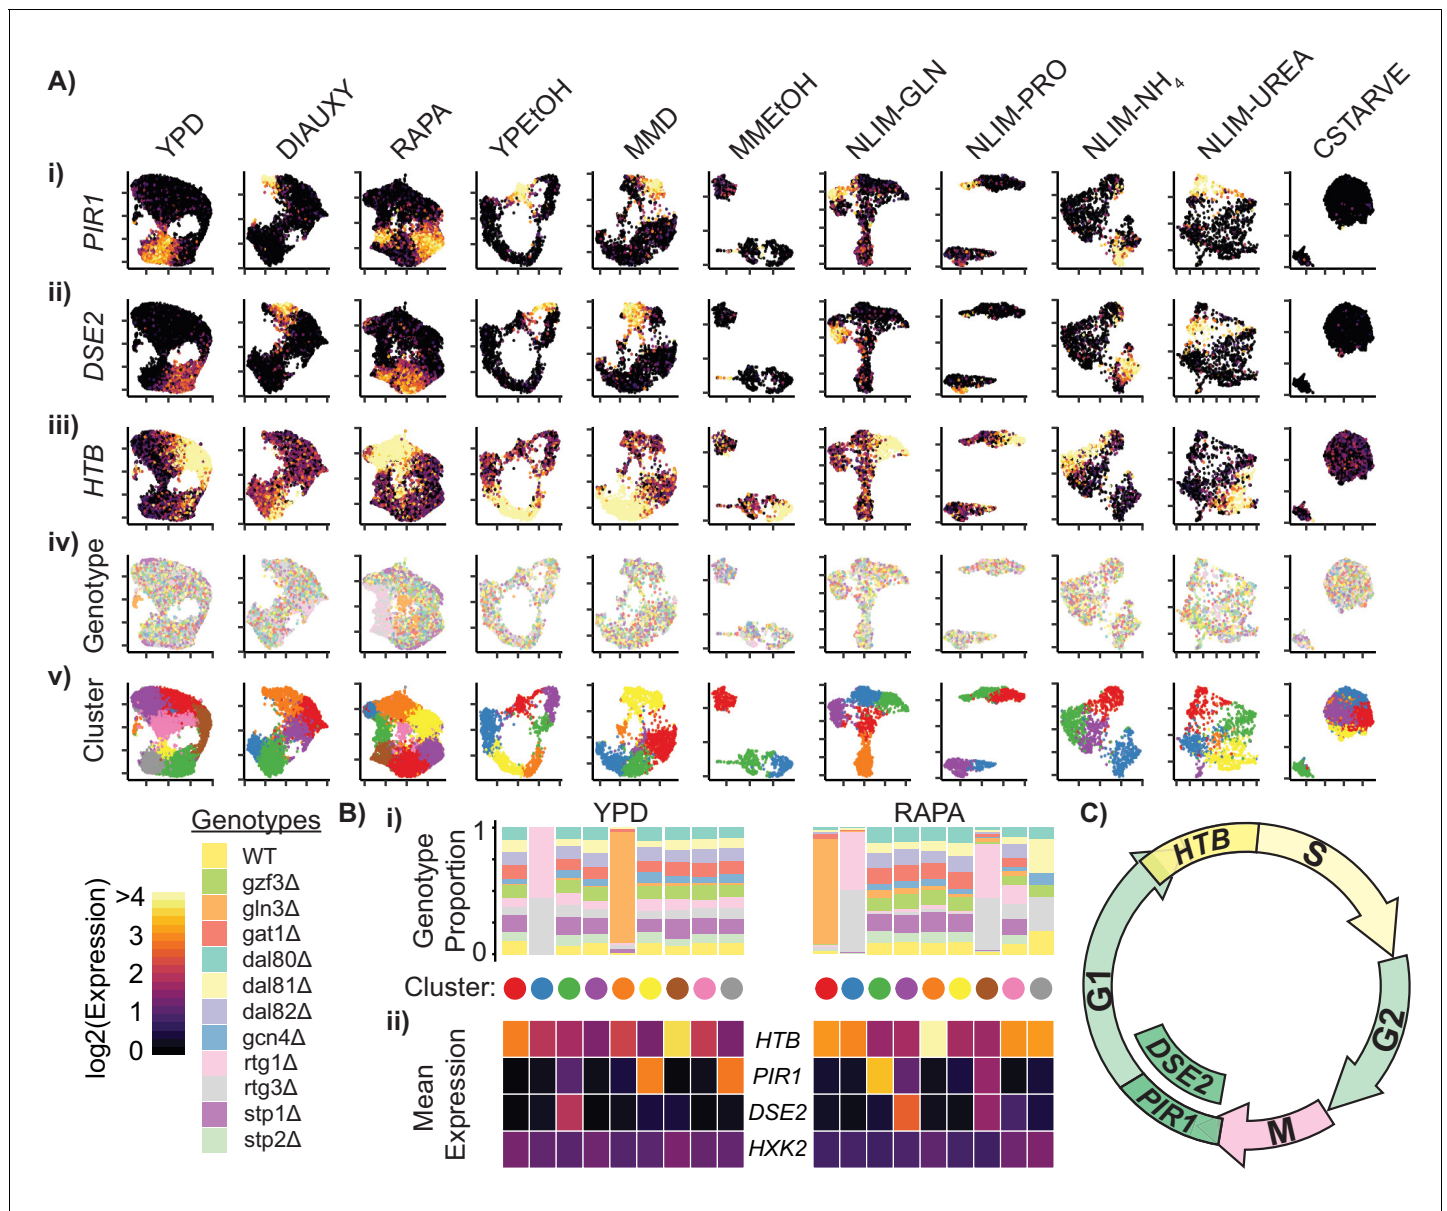 A)
YPD
DIAUXY
RAPA
YPEtOH
MMD
MMEtOH
NLIM-GLN
NLIM-PRO
NLIM-NH4
NLIM-UREA
CSTARVE
i)
PIR1
ii)
DSE2
iii)
HTB
iv)
Genotype
v)
Cluster
Genotypes
WT
gzf3Δ
gln3Δ
gat1Δ
dal80Δ
dal81Δ
dal82Δ
gcn4Δ
rtg1Δ
rtg3Δ
stp1Δ
stp2Δ
log2(Expression)
>4
3
2
1
0
B)
i)
YPD
RAPA
Genotype
Proportion
1
0
Cluster:
ii)
Mean
Expression
HTB
PIR1
DSE2
HXK2
C)
HTB
S
G2
M
PIR1
DSE2
G1